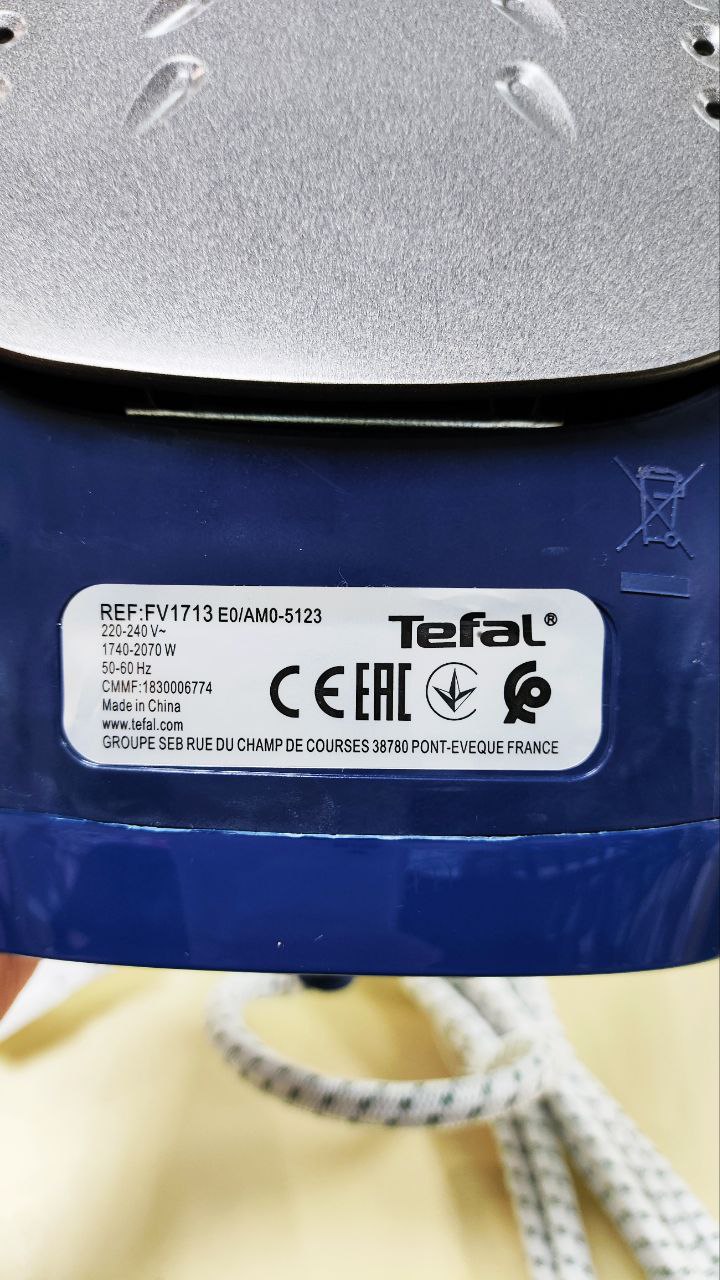 REF:FV1713 E0/AM0-5123
220-240 V~
1740-2070 W
50-60 Hz
CMMF:1830006774
Made in China
www.tefal.com
GROUPE SEB RUE DU CHAMP DE COURSES 38780 PONT-EVEQUE FRANCE
Tefal®
CE EAC